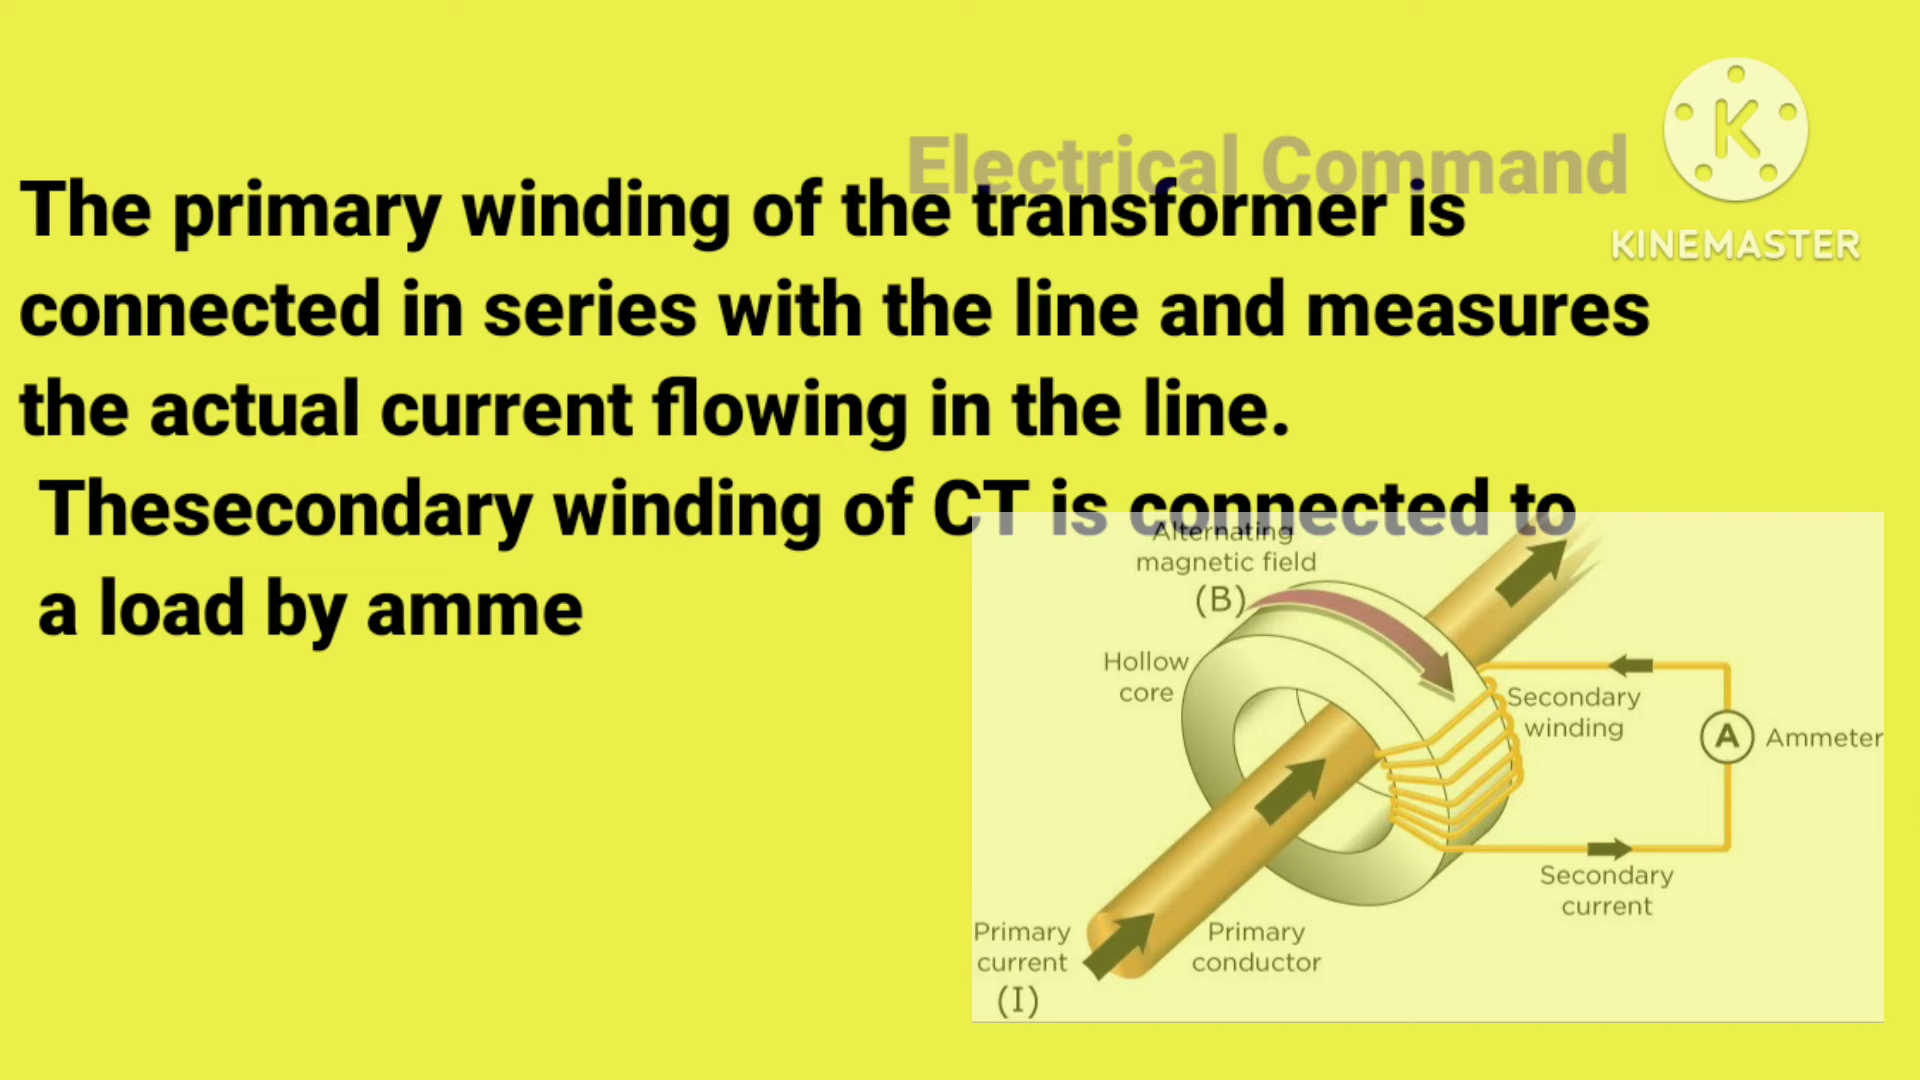 Electrical Command
K
KINEMASTER
The primary winding of the transformer is
connected in series with the line and measures
the actual current flowing in the line.
Thesecondary winding of CT is connected to
a load by amme
Alternating
magnetic field
(B)
Hollow
core
Secondary
winding
A
Ammeter
Secondary
current
Primary
current
(I)
Primary
conductor